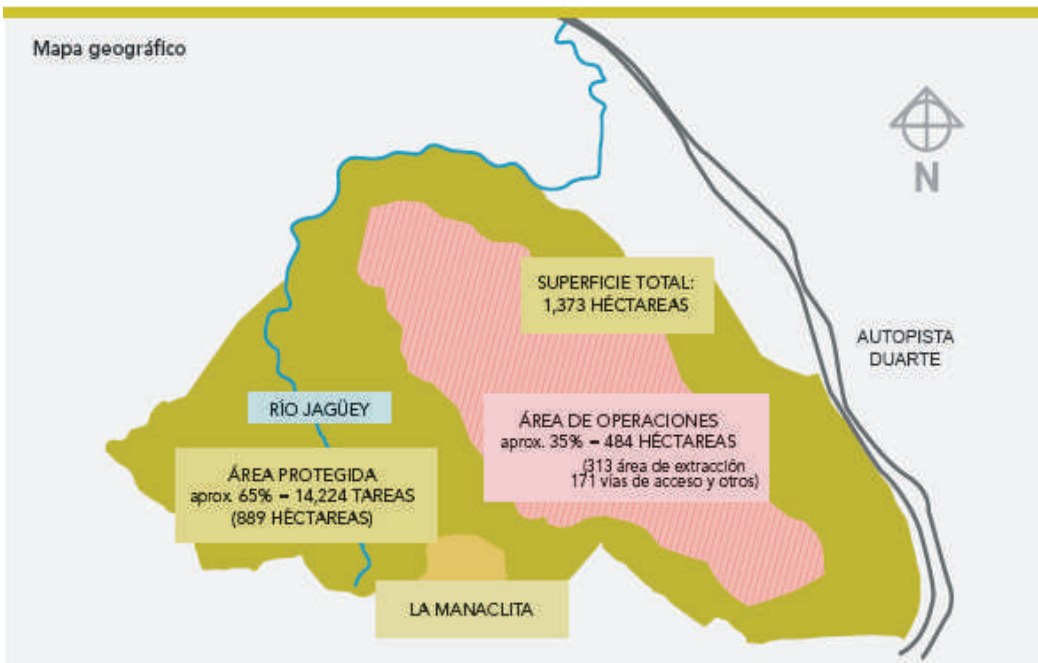 Mapa geográfico
N
SUPERFICIE TOTAL:
1,373 HÉCTAREAS
AUTOPISTA
DUARTE
RÍO JAGÜEY
ÁREA DE OPERACIONES
aprox. 35% = 484 HÉCTAREAS
(313 área de extracción
171 vías de acceso y otros)
ÁREA PROTEGIDA
aprox. 65% = 14,224 TAREAS
(889 HÉCTAREAS)
LA MANACLITA